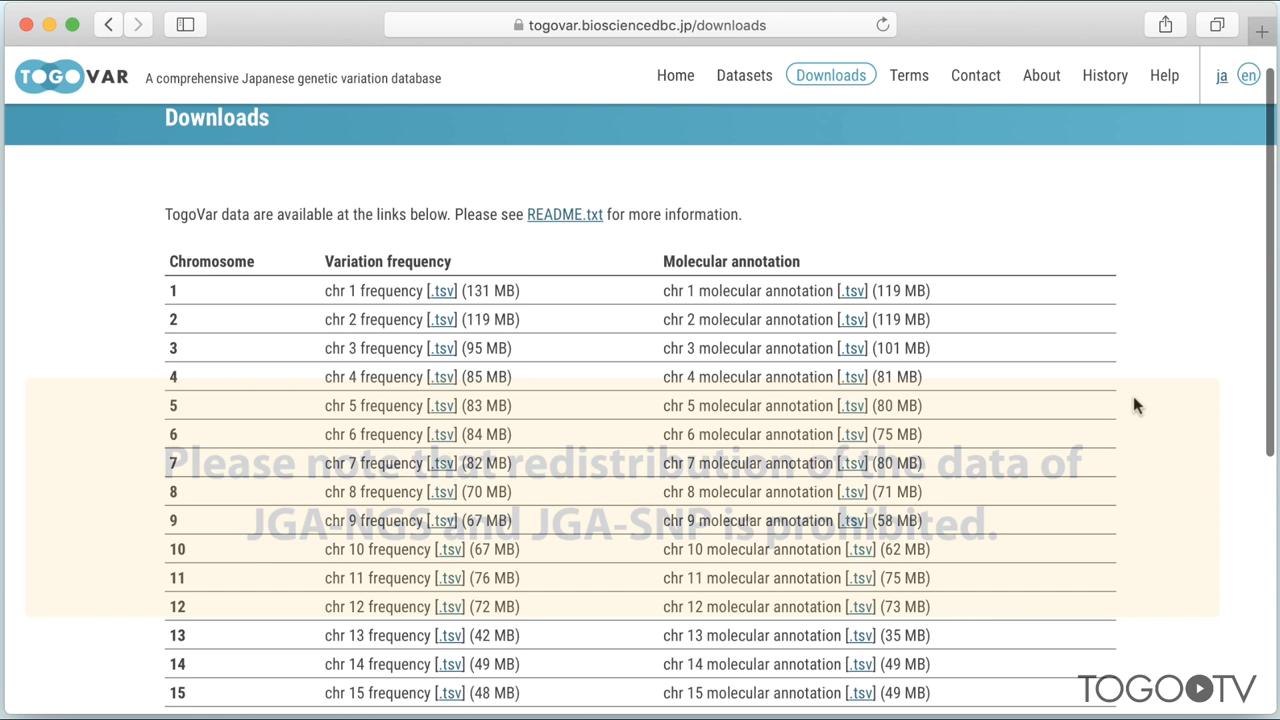 togovar.biosciencedbc.jp/downloads
TOGOVAR A comprehensive Japanese genetic variation database
Home Datasets Downloads Terms Contact About History Help ja en
Downloads
TogoVar data are available at the links below. Please see README.txt for more information.
Chromosome Variation frequency Molecular annotation
1 chr 1 frequency [.tsv] (131 MB) chr 1 molecular annotation [.tsv] (119 MB)
2 chr 2 frequency [.tsv] (119 MB) chr 2 molecular annotation [.tsv] (119 MB)
3 chr 3 frequency [.tsv] (95 MB) chr 3 molecular annotation [.tsv] (101 MB)
4 chr 4 frequency [.tsv] (85 MB) chr 4 molecular annotation [.tsv] (81 MB)
5 chr 5 frequency [.tsv] (83 MB) chr 5 molecular annotation [.tsv] (80 MB)
6 chr 6 frequency [.tsv] (84 MB) chr 6 molecular annotation [.tsv] (75 MB)
7 chr 7 frequency [.tsv] (82 MB) chr 7 molecular annotation [.tsv] (80 MB)
Please note that redistribution of the data of
8 chr 8 frequency [.tsv] (70 MB) chr 8 molecular annotation [.tsv] (71 MB)
9 chr 9 frequency [.tsv] (67 MB) chr 9 molecular annotation [.tsv] (58 MB)
JGA-NGS and JGA-SNP is prohibited.
10 chr 10 frequency [.tsv] (67 MB) chr 10 molecular annotation [.tsv] (62 MB)
11 chr 11 frequency [.tsv] (76 MB) chr 11 molecular annotation [.tsv] (75 MB)
12 chr 12 frequency [.tsv] (72 MB) chr 12 molecular annotation [.tsv] (73 MB)
13 chr 13 frequency [.tsv] (42 MB) chr 13 molecular annotation [.tsv] (35 MB)
14 chr 14 frequency [.tsv] (49 MB) chr 14 molecular annotation [.tsv] (49 MB)
15 chr 15 frequency [.tsv] (48 MB) chr 15 molecular annotation [.tsv] (49 MB)
TOGOTV